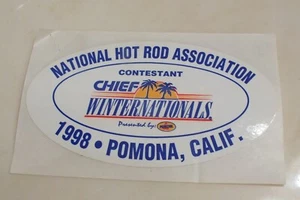 NATIONAL HOT ROD ASSOCIATION
CONTESTANT
CHIEF
WINTERNATIONALS
Presented by:
1998 • POMONA, CALIF.